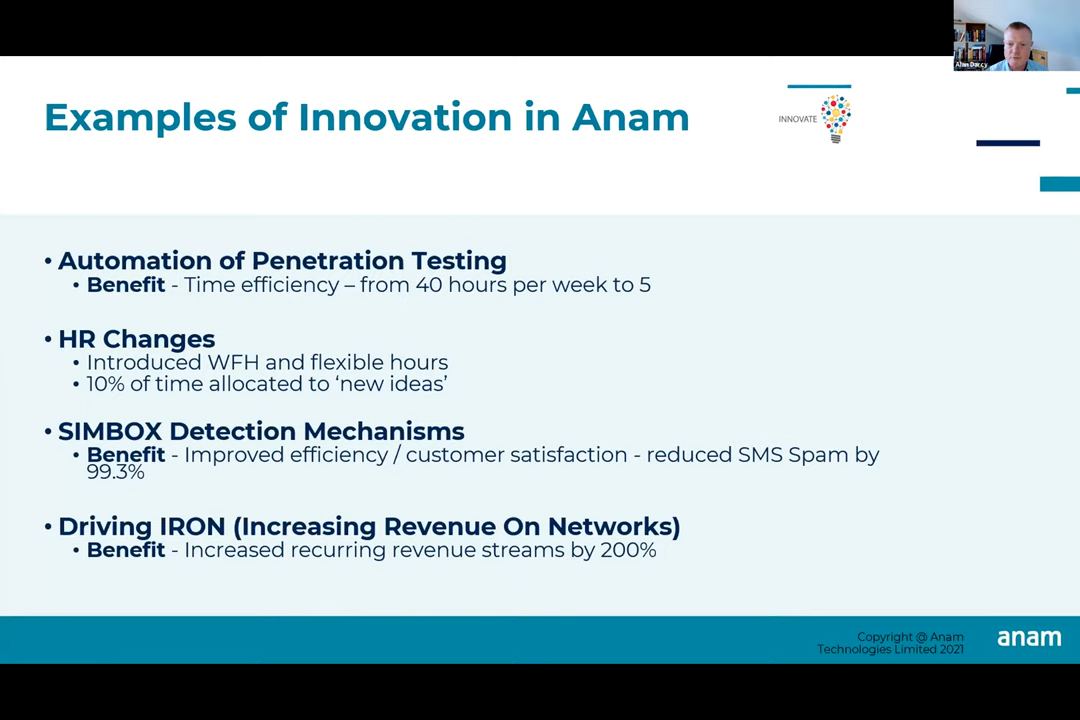 Alan Darcy
Examples of Innovation in Anam
INNOVATE
• Automation of Penetration Testing
• Benefit - Time efficiency – from 40 hours per week to 5
• HR Changes
• Introduced WFH and flexible hours
• 10% of time allocated to ‘new ideas’
• SIMBOX Detection Mechanisms
• Benefit - Improved efficiency / customer satisfaction - reduced SMS Spam by
99.3%
• Driving IRON (Increasing Revenue On Networks)
• Benefit - Increased recurring revenue streams by 200%
Copyright @ Anam
Technologies Limited 2021
anam